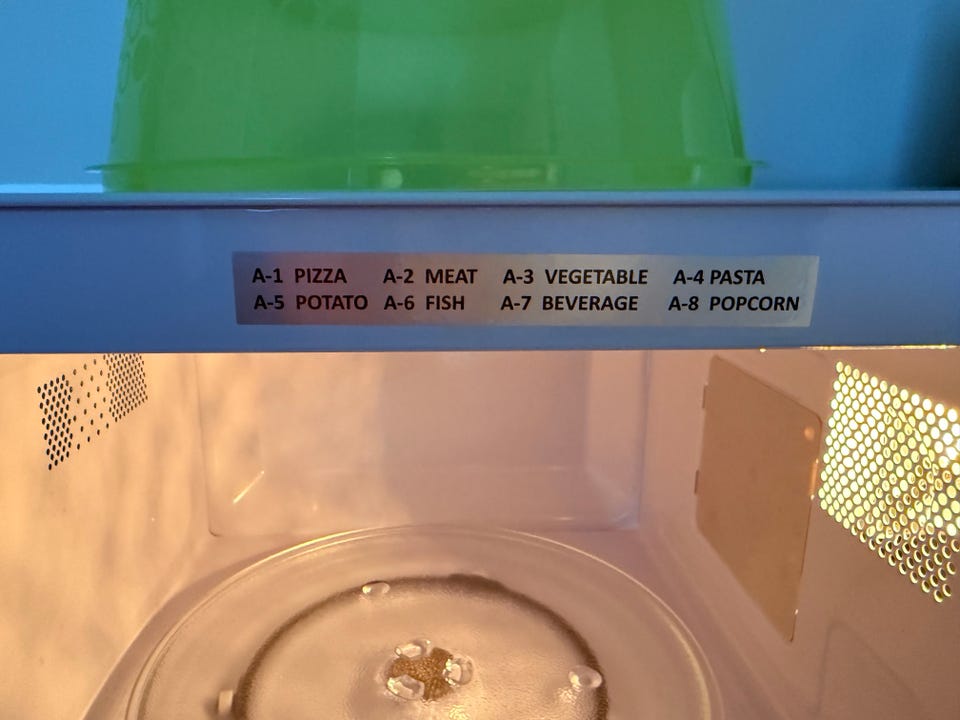 A-1 PIZZA A-2 MEAT A-3 VEGETABLE A-4 PASTA
A-5 POTATO A-6 FISH A-7 BEVERAGE A-8 POPCORN